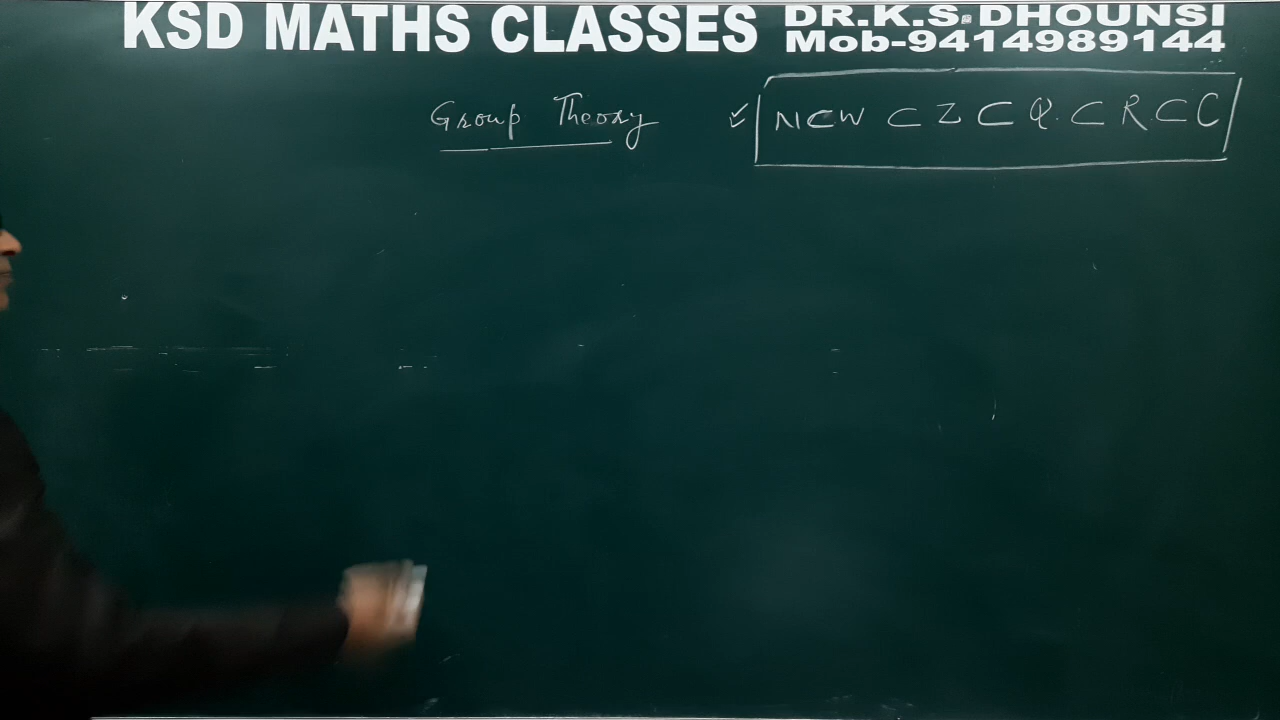 KSD MATHS CLASSES DR.K.S. DHOUNSI
Mob-9414989144
Group Theory ✓ N⊂W ⊂ Z ⊂ Q ⊂ R ⊂ C